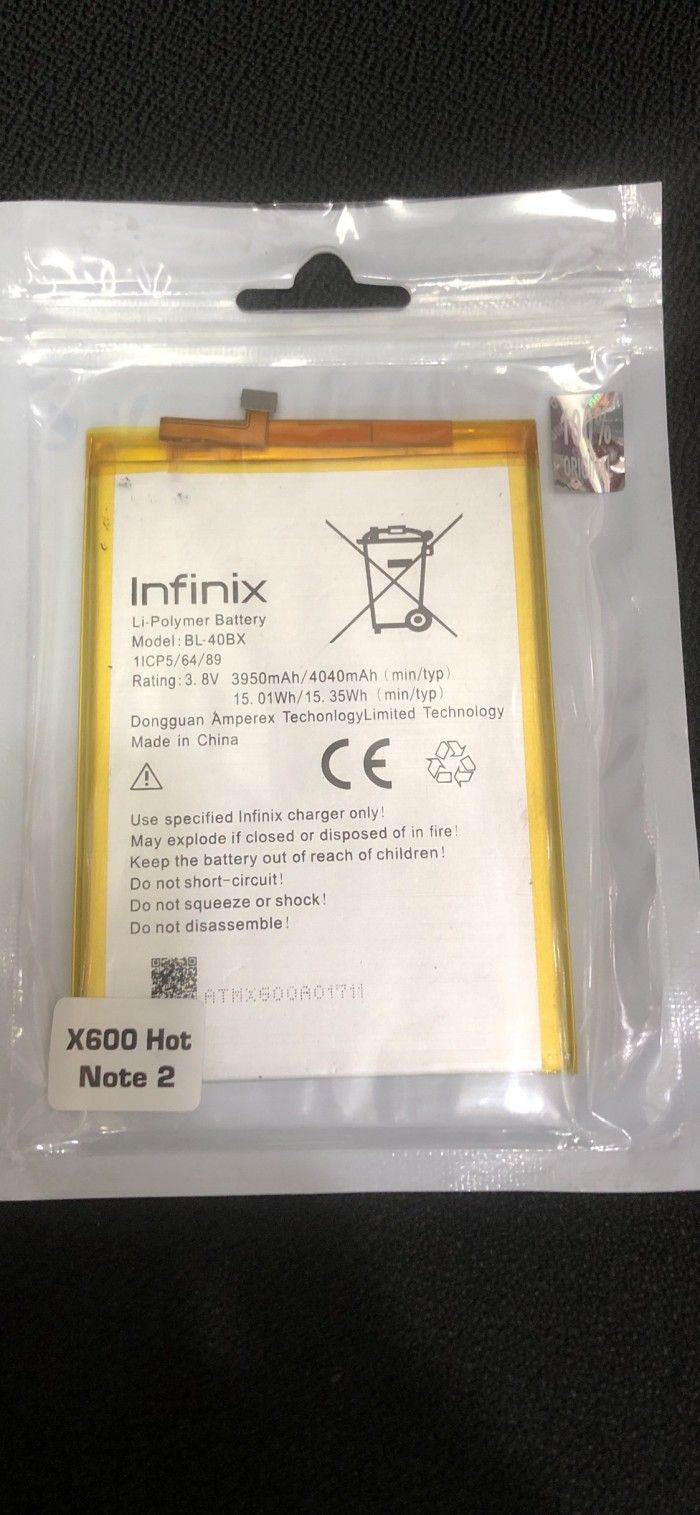 100%
ORIGINAL
Infinix
Li-Polymer Battery
Model: BL-40BX
1ICP5/64/89
Rating: 3.8V 3950mAh/4040mAh (min/typ)
15.01Wh/15.35Wh (min/typ)
Dongguan Amperex TechonlogyLimited Technology
Made in China
CE
Use specified Infinix charger only!
May explode if closed or disposed of in fire!
Keep the battery out of reach of children!
Do not short-circuit!
Do not squeeze or shock!
Do not disassemble!
ATMX600A01711
X600 Hot
Note 2